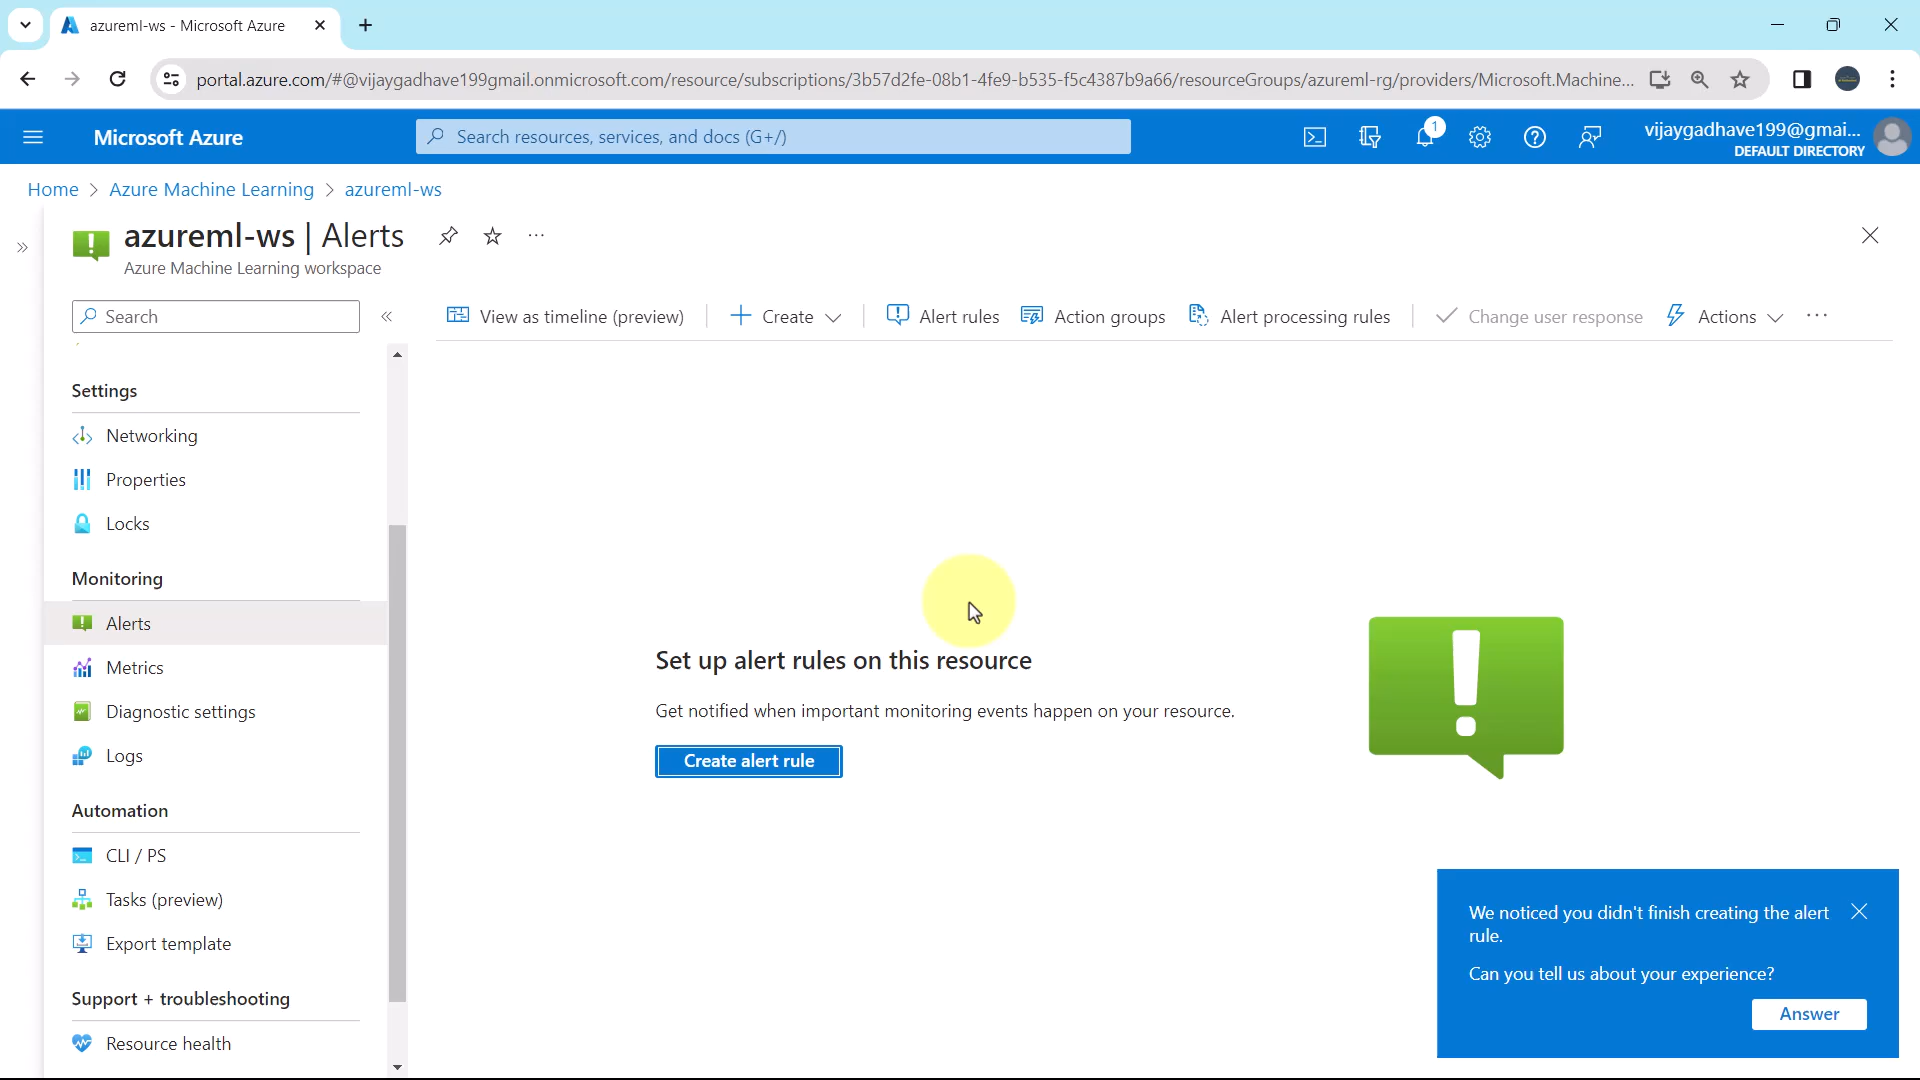 azureml-ws - Microsoft Azure
portal.azure.com/#@vijaygadhave199gmail.onmicrosoft.com/resource/subscriptions/3b57d2fe-08b1-4fe9-b535-f5c4387b9a66/resourceGroups/azureml-rg/providers/Microsoft.Machine...
Microsoft Azure
Search resources, services, and docs (G+/)
1
vijaygadhave199@gmai...
DEFAULT DIRECTORY
Home > Azure Machine Learning > azureml-ws
azureml-ws | Alerts
Azure Machine Learning workspace
Search
View as timeline (preview)
Create
Alert rules
Action groups
Alert processing rules
Change user response
Actions
Settings
Networking
Properties
Locks
Monitoring
Alerts
Metrics
Diagnostic settings
Logs
Automation
CLI / PS
Tasks (preview)
Export template
Support + troubleshooting
Resource health
Set up alert rules on this resource
Get notified when important monitoring events happen on your resource.
Create alert rule
We noticed you didn't finish creating the alert
rule.
Can you tell us about your experience?
Answer